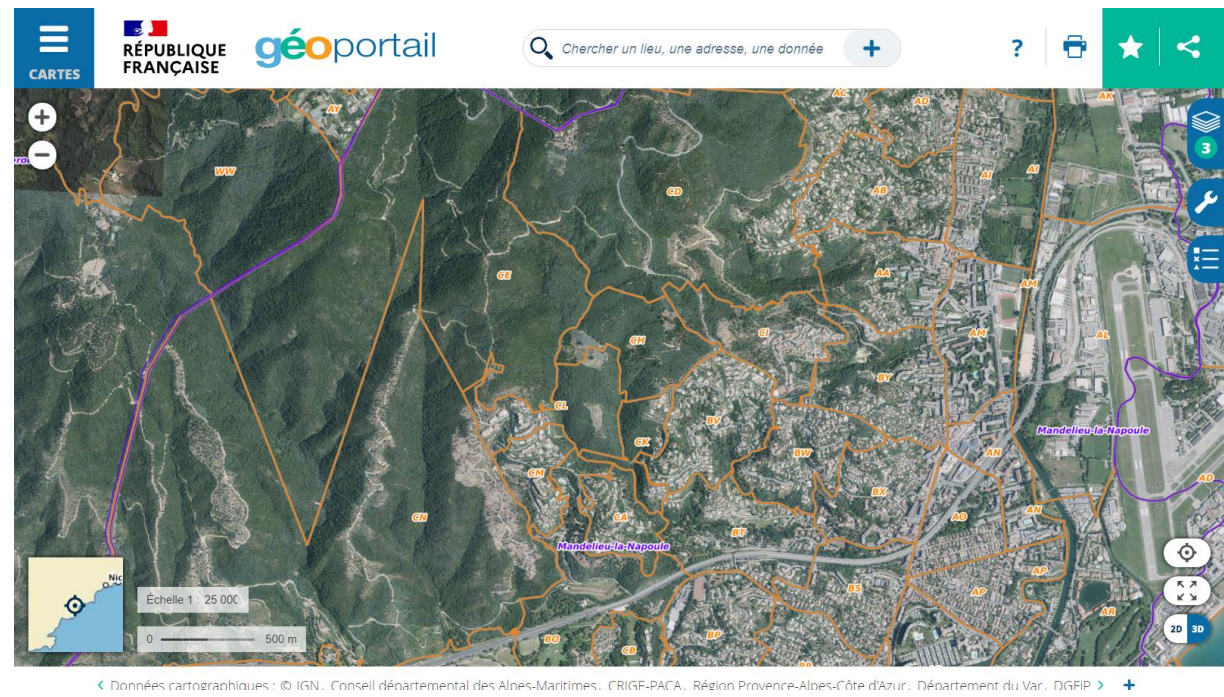 CARTES
RÉPUBLIQUE
FRANÇAISE
géoportail
Chercher un lieu, une adresse, une donnée
+
?
+
−
3
AY
AC
AD
AK
WW
CD
AB
AI
AI
CE
AA
AM
CH
CI
AM
AL
BY
CL
BV
CK
BW
Mandelieu-la-Napoule
AN
CM
BX
AD
CN
CA
AO
AN
BT
Mandelieu-la-Napoule
BS
AP
AP
AR
BO
CB
BP
Nic
Échelle 1 : 25 000
0 500 m
2D 3D
< Données cartographiques : © IGN, Conseil départemental des Alpes-Maritimes, CRIGE-PACA, Région Provence-Alpes-Côte d'Azur, Département du Var, DGFIP > +